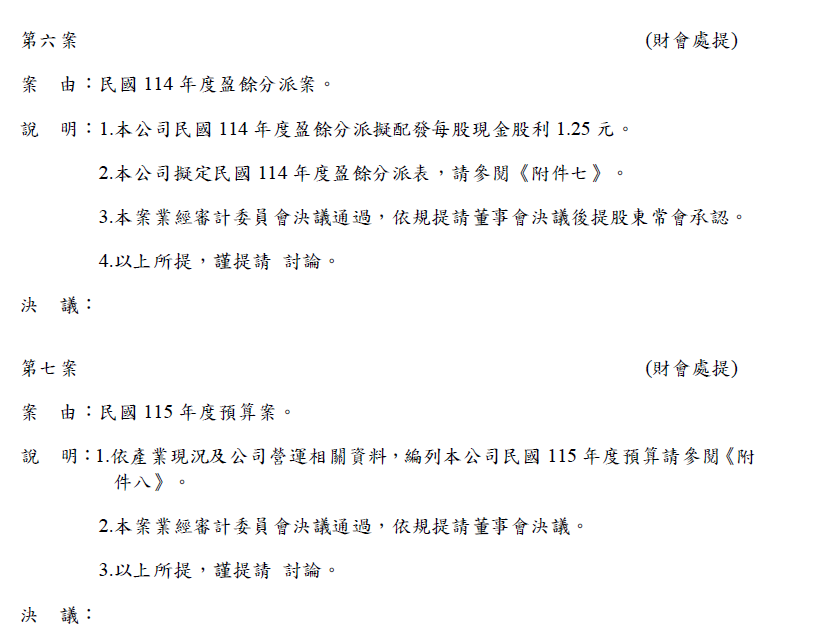 第六案 (財會處提)
案 由：民國 114 年度盈餘分派案。
說 明：1.本公司民國 114 年度盈餘分派擬配發每股現金股利 1.25 元。
2.本公司擬定民國 114 年度盈餘分派表，請參閱《附件七》。
3.本案業經審計委員會決議通過，依規提請董事會決議後提股東常會承認。
4.以上所提，謹提請 討論。
決 議：
第七案 (財會處提)
案 由：民國 115 年度預算案。
說 明：1.依產業現況及公司營運相關資料，編列本公司民國 115 年度預算請參閱《附
件八》。
2.本案業經審計委員會決議通過，依規提請董事會決議。
3.以上所提，謹提請 討論。
決 議：